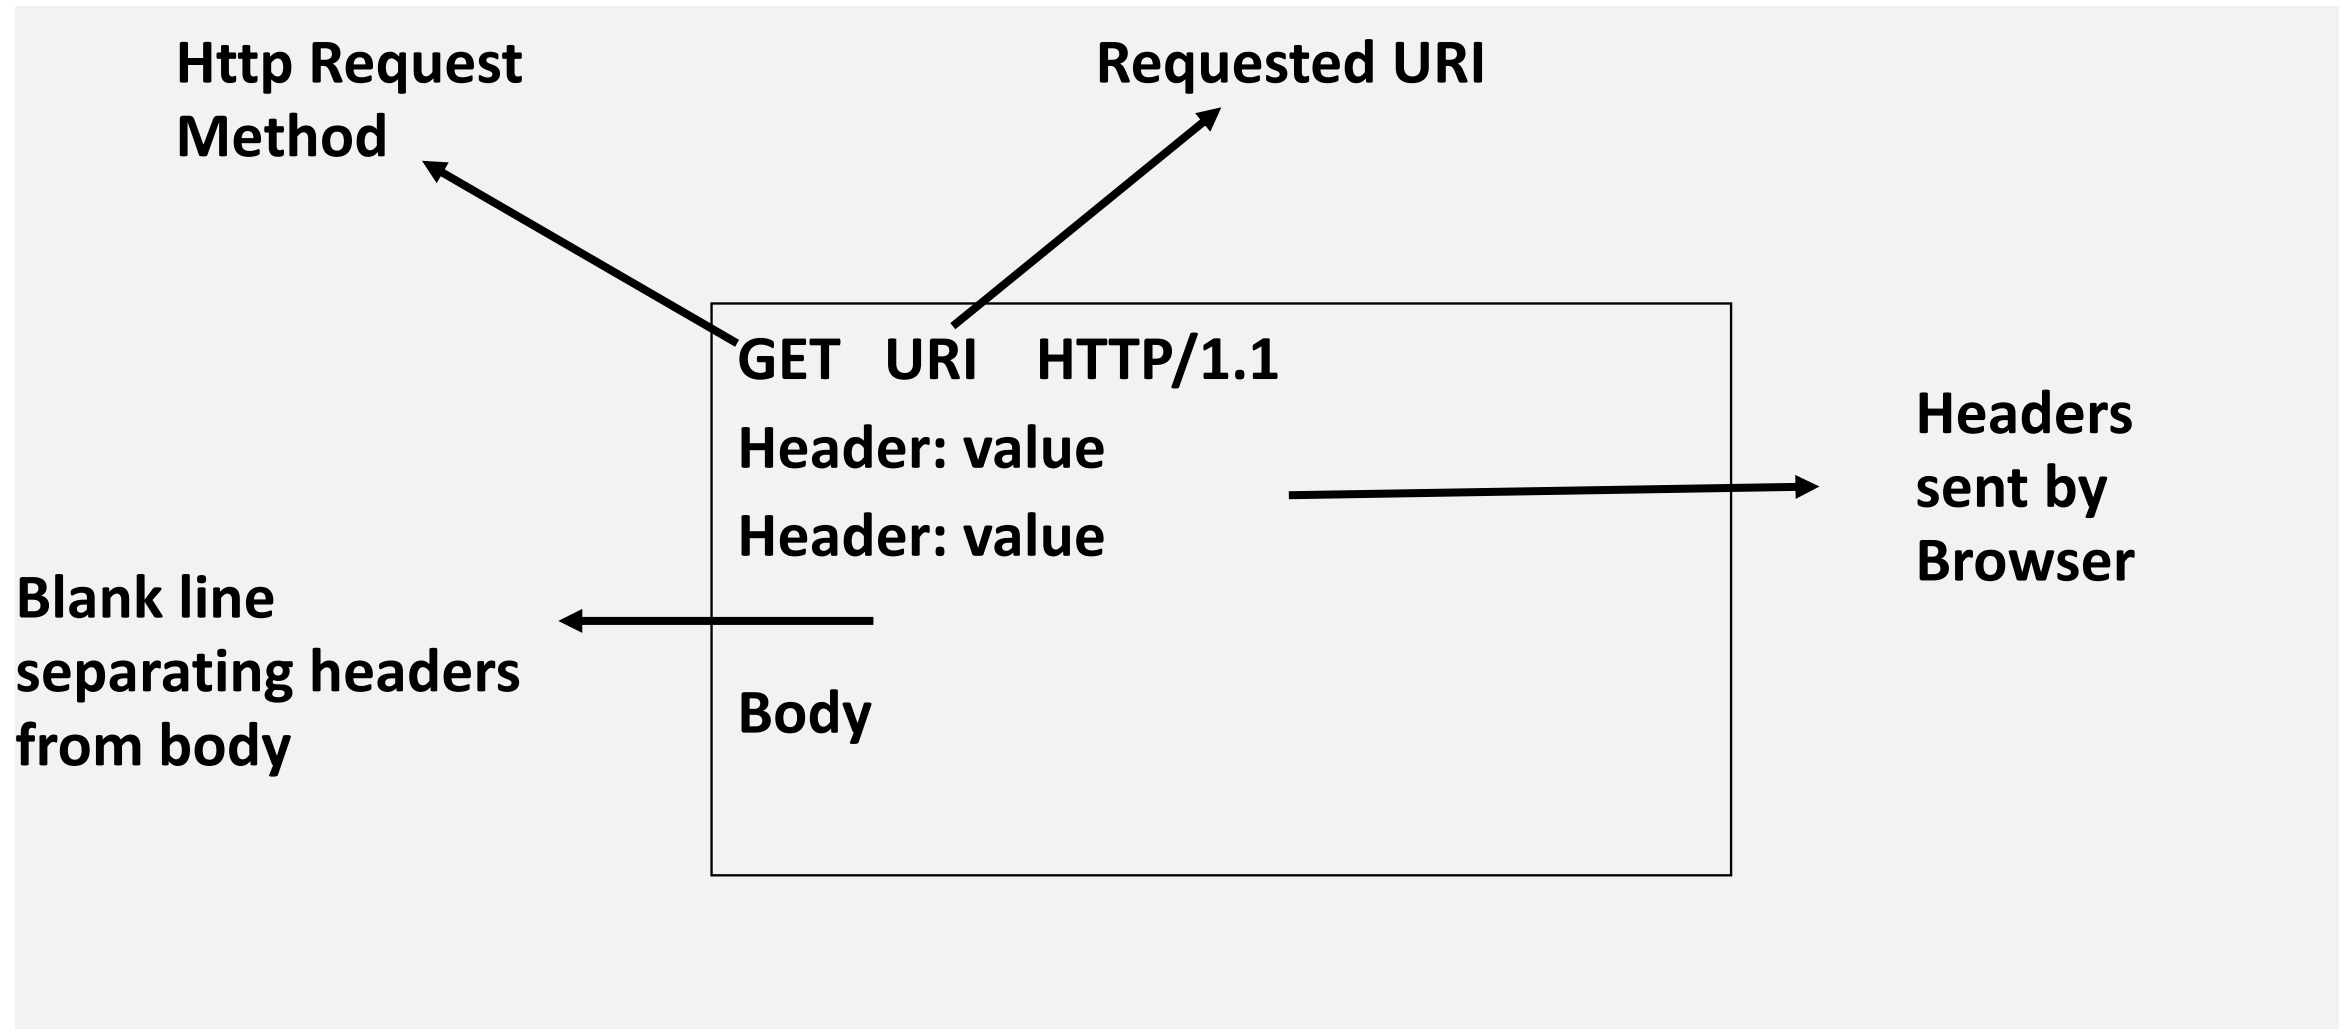 Http Request
Method
Requested URI
GET URI HTTP/1.1
Header: value
Header: value
Body
Headers
sent by
Browser
Blank line
separating headers
from body